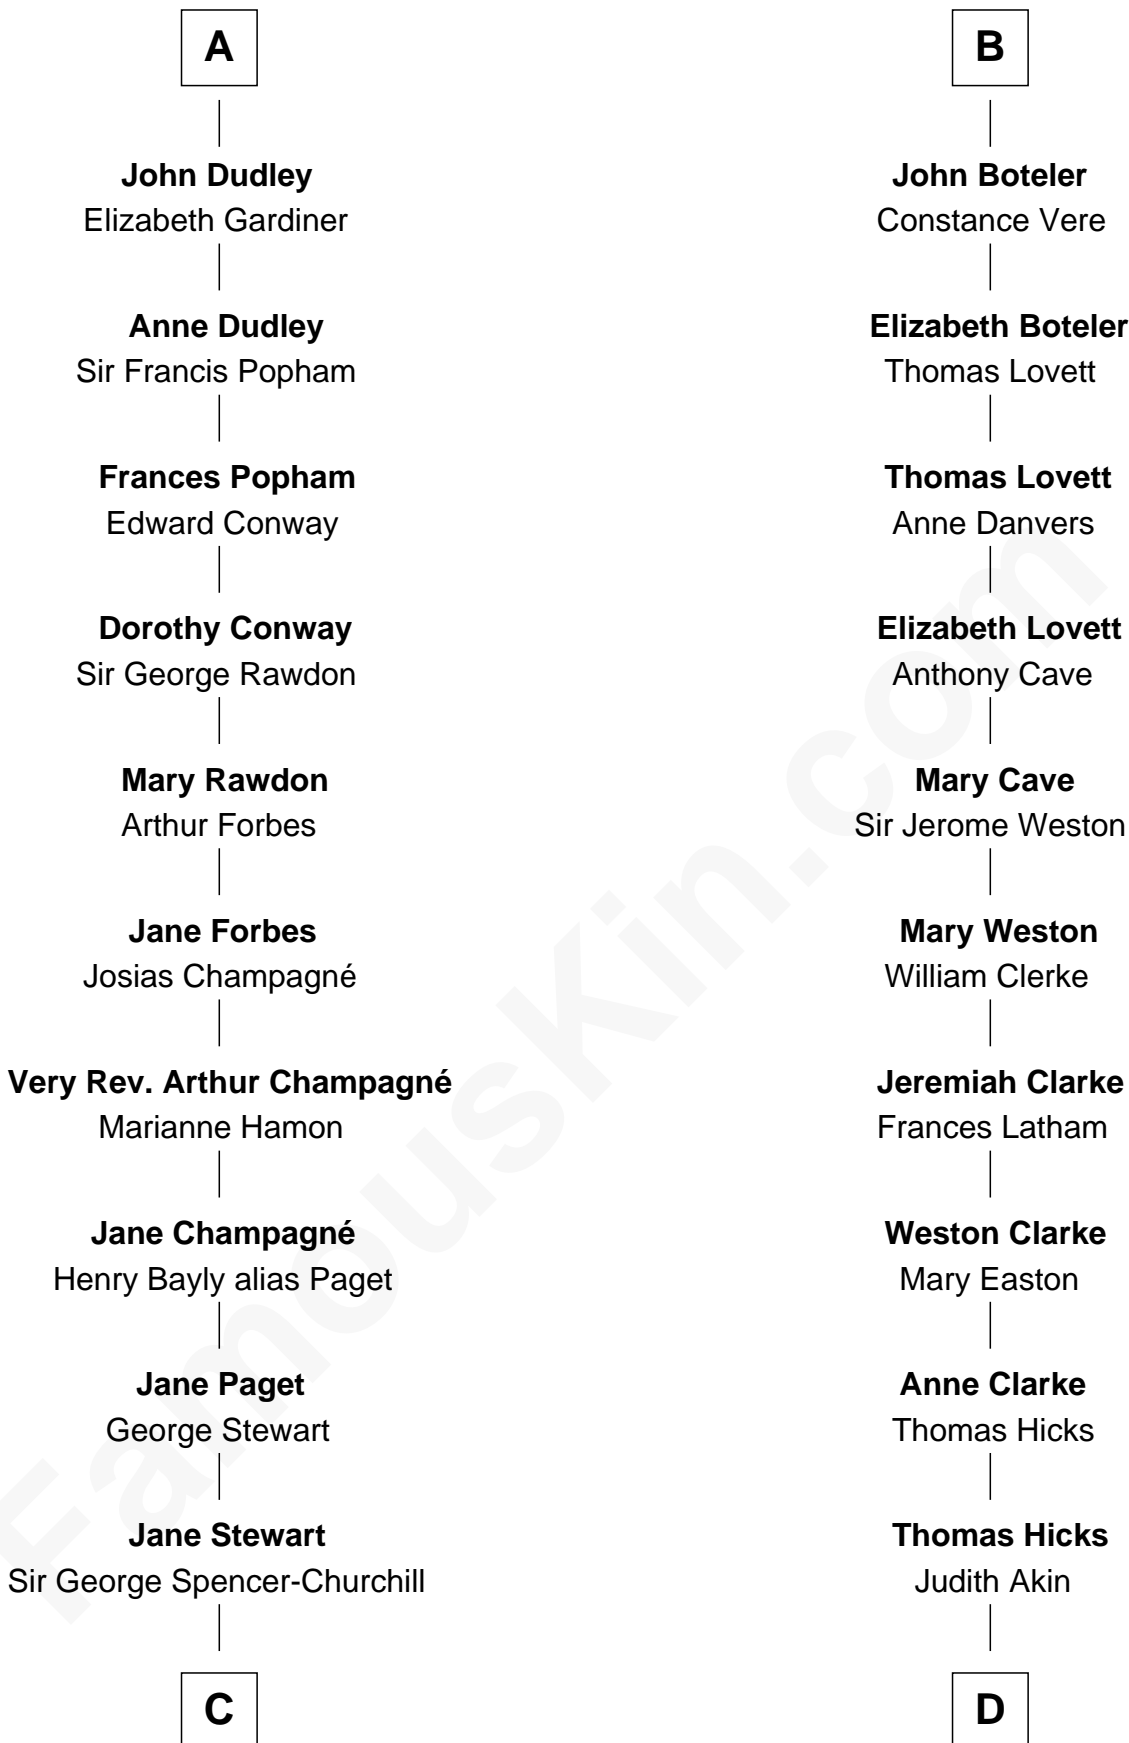 A
John Dudley
Elizabeth Gardiner
Anne Dudley
Sir Francis Popham
Frances Popham
Edward Conway
Dorothy Conway
Sir George Rawdon
Mary Rawdon
Arthur Forbes
Jane Forbes
Josias Champagné
Very Rev. Arthur Champagné
Marianne Hamon
Jane Champagné
Henry Bayly alias Paget
Jane Paget
George Stewart
Jane Stewart
Sir George Spencer-Churchill
C
B
John Boteler
Constance Vere
Elizabeth Boteler
Thomas Lovett
Thomas Lovett
Anne Danvers
Elizabeth Lovett
Anthony Cave
Mary Cave
Sir Jerome Weston
Mary Weston
William Clerke
Jeremiah Clarke
Frances Latham
Weston Clarke
Mary Easton
Anne Clarke
Thomas Hicks
Thomas Hicks
Judith Akin
D
FamousKin.com